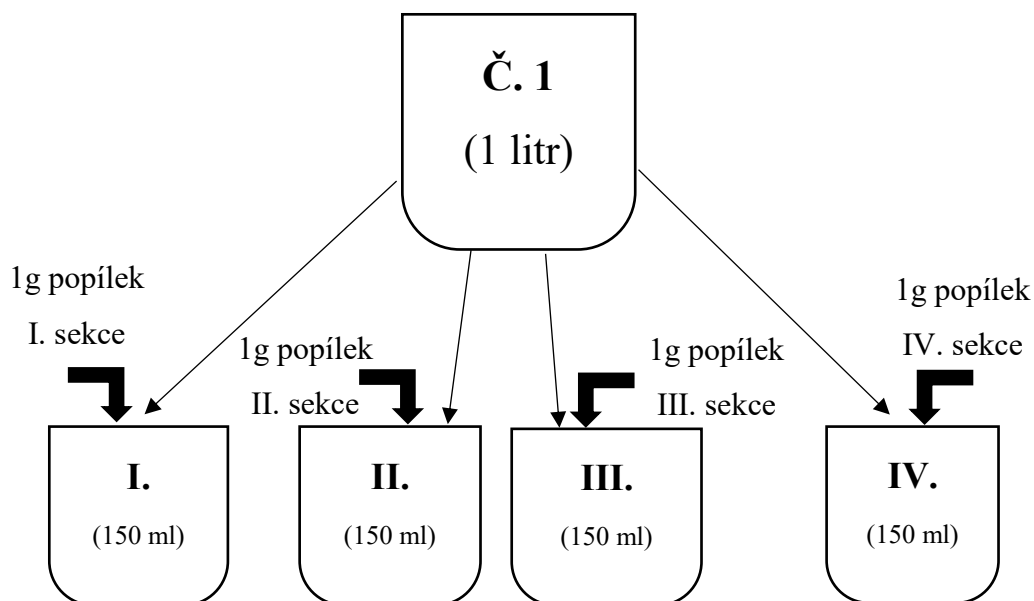 Č. 1
(1 litr)
1g popílek
I. sekce
1g popílek
II. sekce
1g popílek
III. sekce
1g popílek
IV. sekce
I.
(150 ml)
II.
(150 ml)
III.
(150 ml)
IV.
(150 ml)